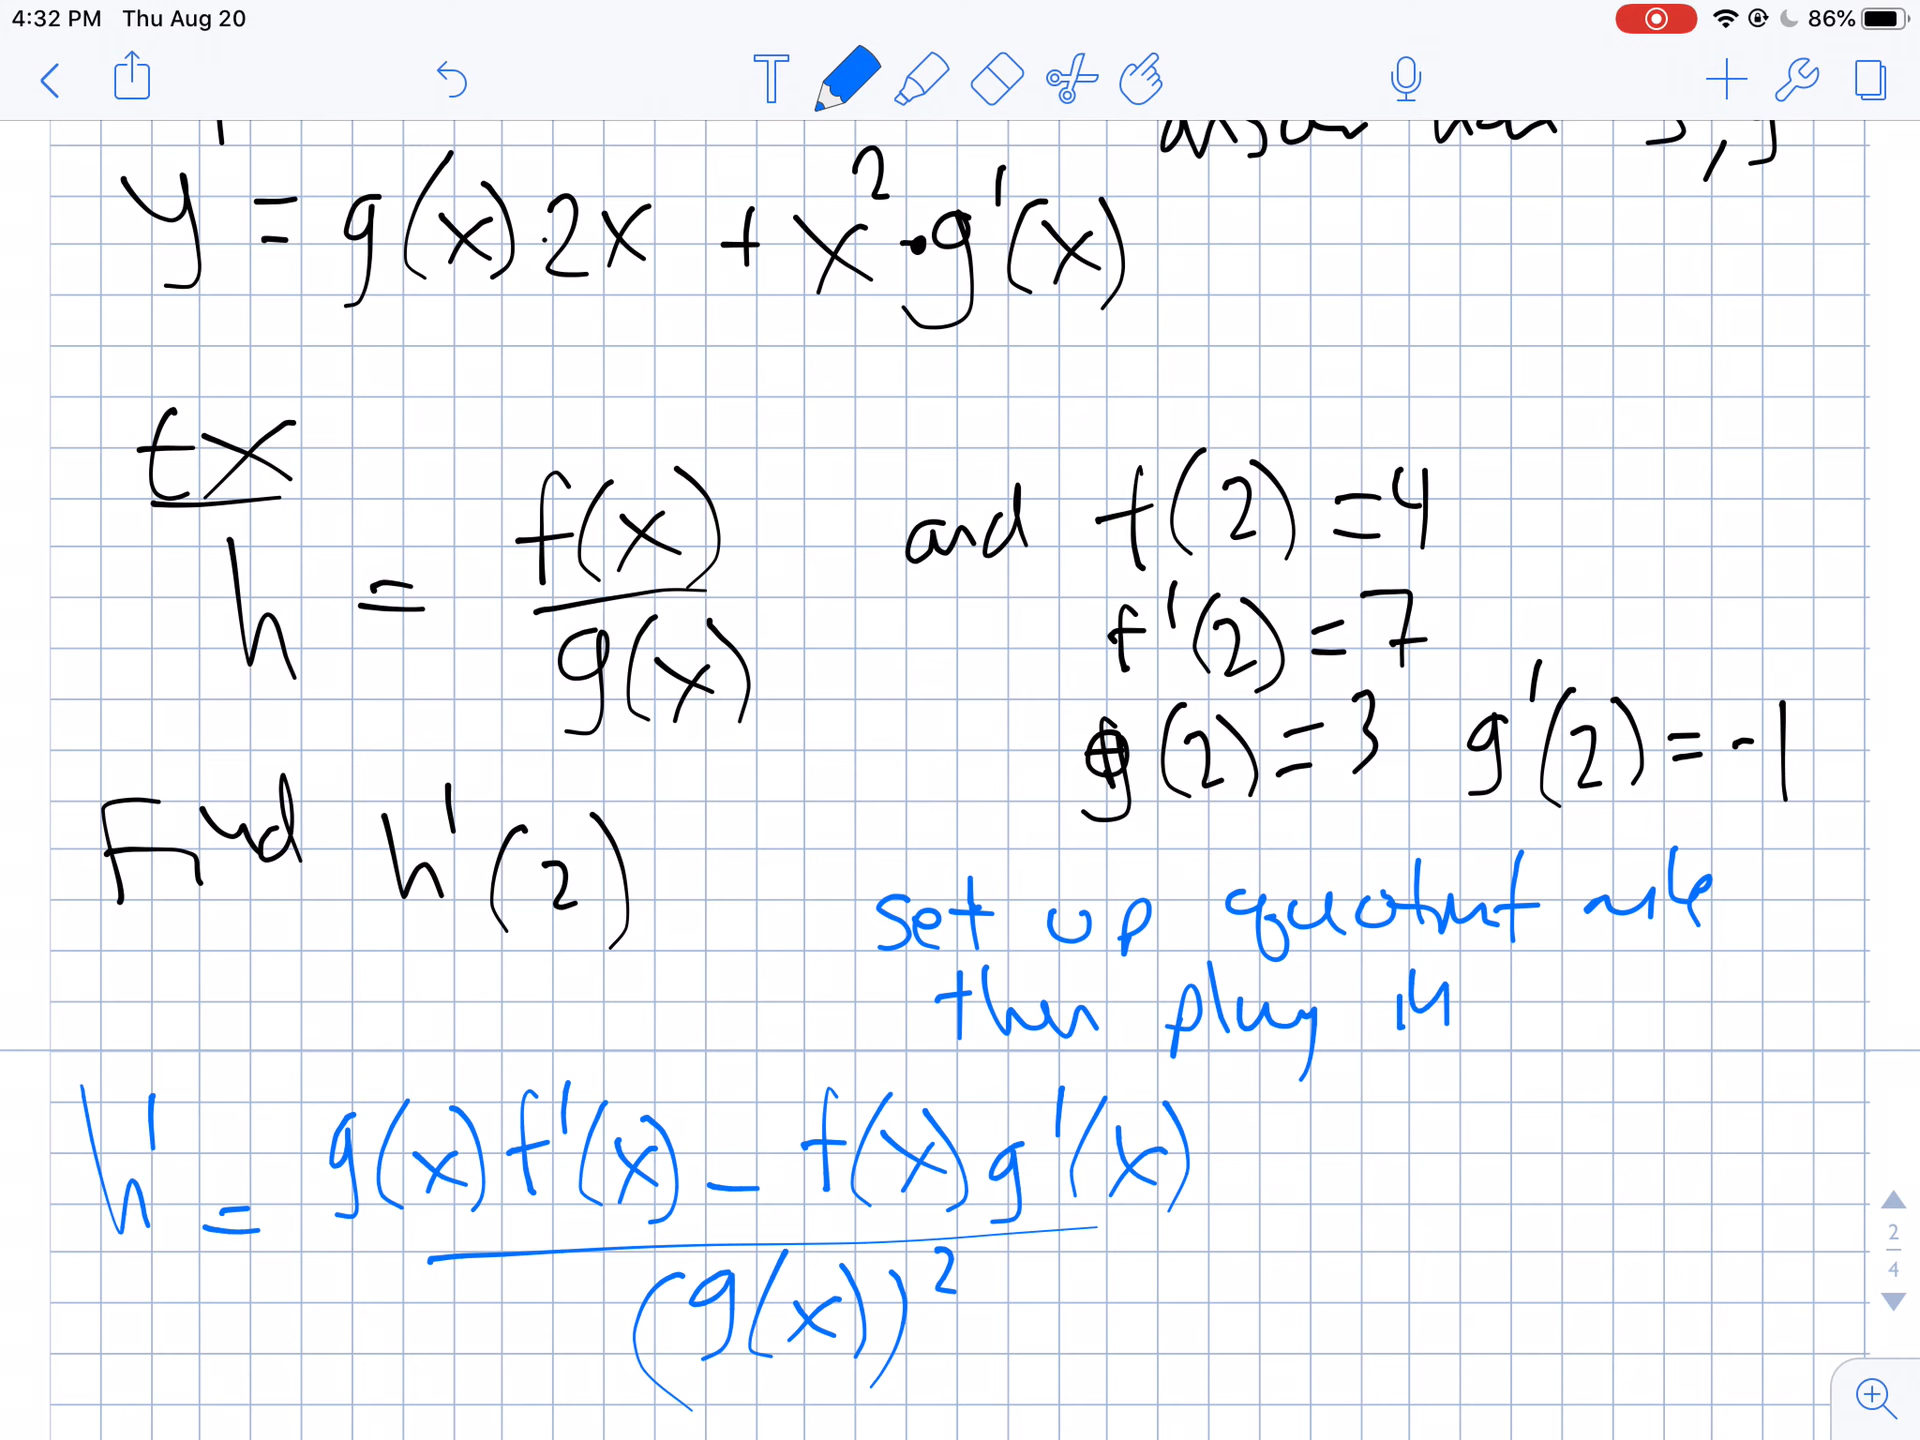 4:32 PM Thu Aug 20 86%
T
y' = g(x)·2x + x²·g'(x)
Ex
h = f(x)/g(x) and f(2) = 4
f'(2) = 7
g(2) = 3 g'(2) = -1
Find h'(2)
set up quotient rule
then plug in
h' = g(x)f'(x) - f(x)g'(x)
(g(x))²
2
4